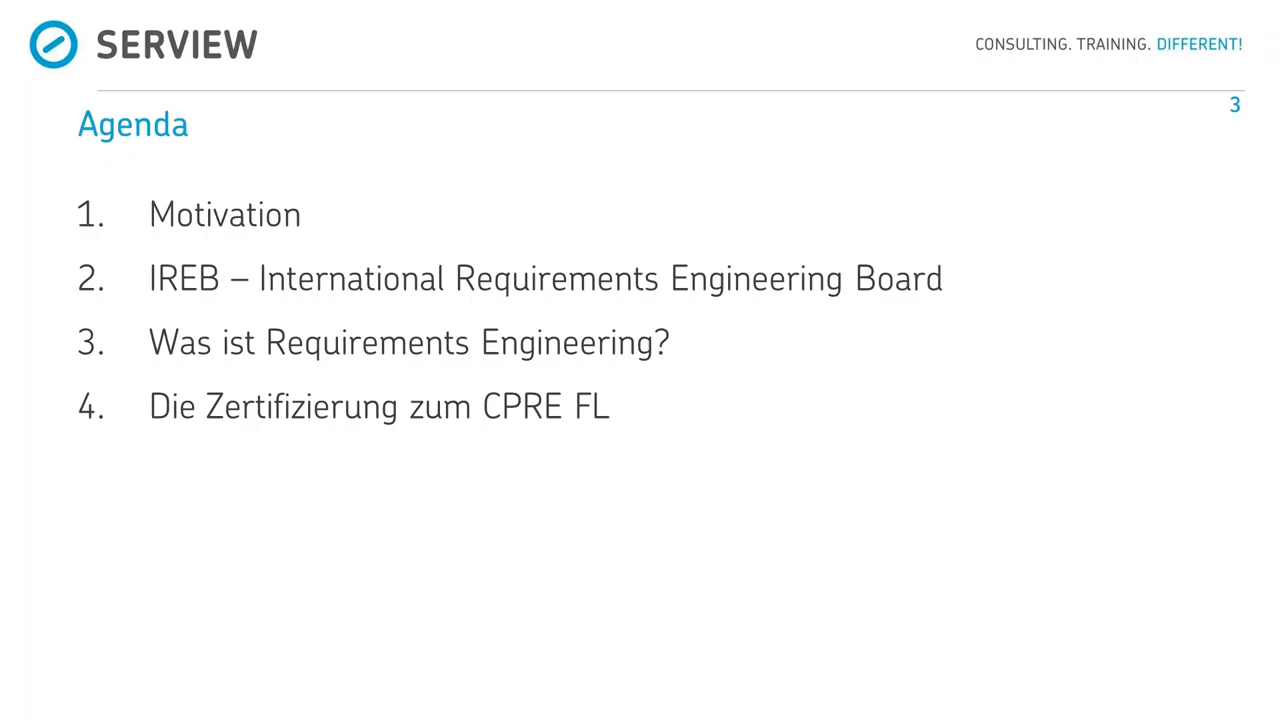 SERVIEW
CONSULTING. TRAINING. DIFFERENT!
3
Agenda
1. Motivation
2. IREB – International Requirements Engineering Board
3. Was ist Requirements Engineering?
4. Die Zertifizierung zum CPRE FL